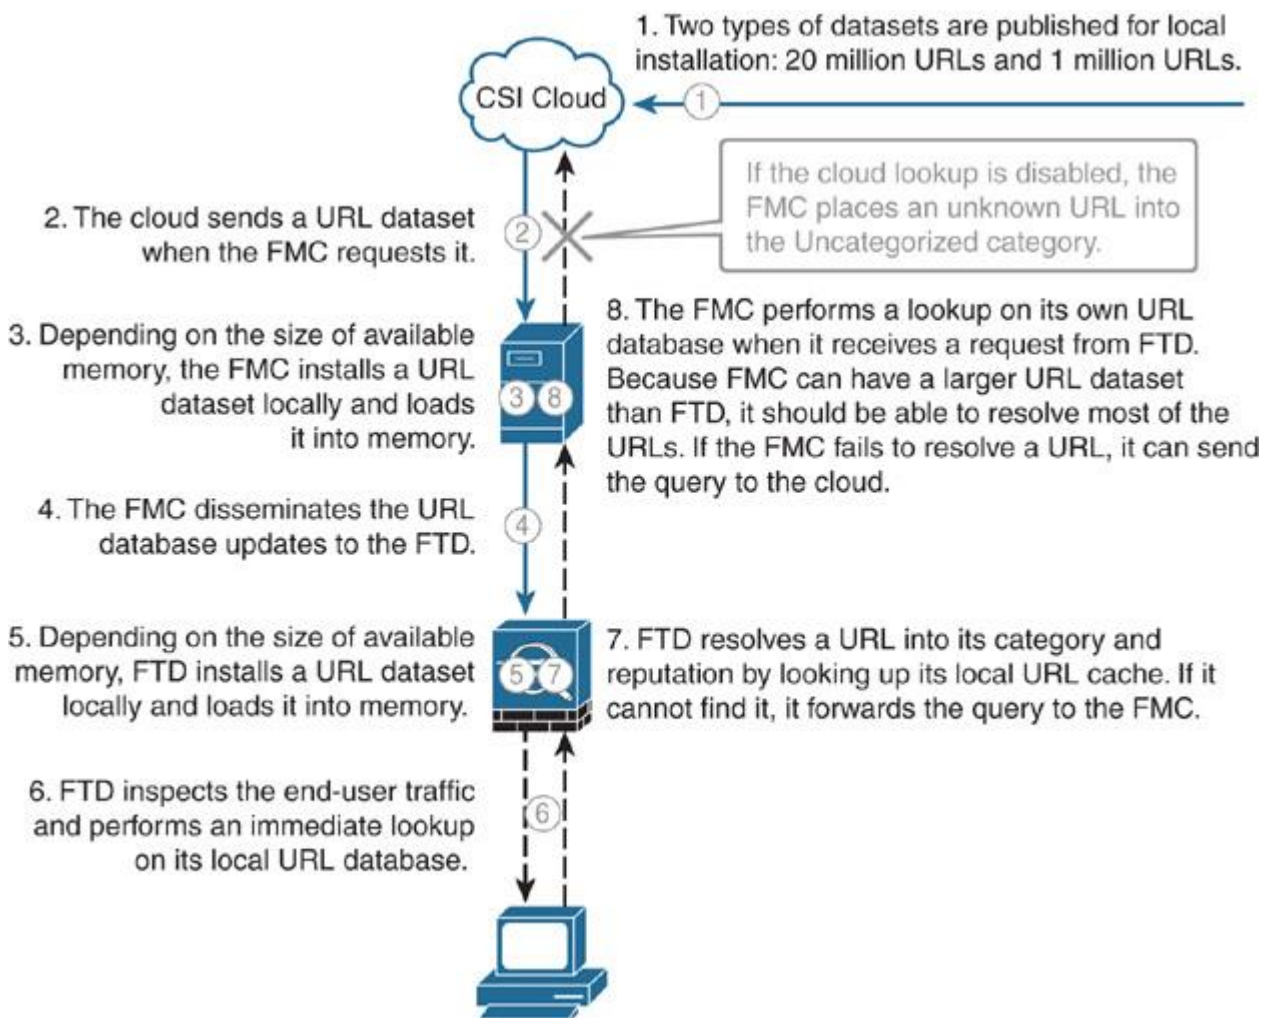 1. Two types of datasets are published for local
installation: 20 million URLs and 1 million URLs.
CSI Cloud
1
If the cloud lookup is disabled, the
FMC places an unknown URL into
the Uncategorized category.
2. The cloud sends a URL dataset
when the FMC requests it.
2
3. Depending on the size of available
memory, the FMC installs a URL
dataset locally and loads
it into memory.
3 8
8. The FMC performs a lookup on its own URL
database when it receives a request from FTD.
Because FMC can have a larger URL dataset
than FTD, it should be able to resolve most of the
URLs. If the FMC fails to resolve a URL, it can send
the query to the cloud.
4. The FMC disseminates the URL
database updates to the FTD.
4
5. Depending on the size of available
memory, FTD installs a URL dataset
locally and loads it into memory.
5 7
7. FTD resolves a URL into its category and
reputation by looking up its local URL cache. If it
cannot find it, it forwards the query to the FMC.
6. FTD inspects the end-user traffic
and performs an immediate lookup
on its local URL database.
6